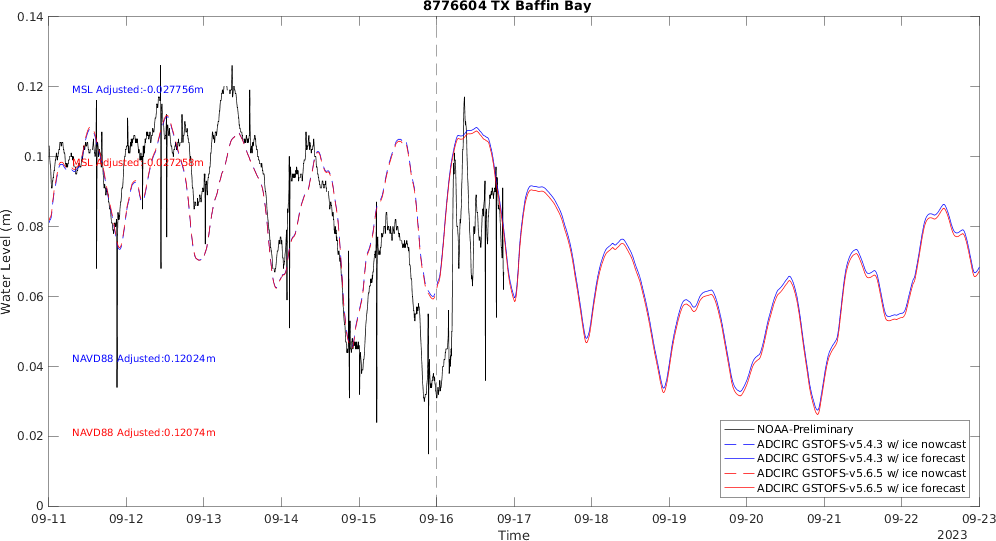 8776604 TX Baffin Bay
0.14
0.12
0.1
0.08
0.06
0.04
0.02
0
Water Level (m)
MSL Adjusted:-0.027756m
MSL Adjusted:-0.027258m
NAVD88 Adjusted:0.12024m
NAVD88 Adjusted:0.12074m
NOAA-Preliminary
ADCIRC GSTOFS-v5.4.3 w/ ice nowcast
ADCIRC GSTOFS-v5.4.3 w/ ice forecast
ADCIRC GSTOFS-v5.6.5 w/ ice nowcast
ADCIRC GSTOFS-v5.6.5 w/ ice forecast
09-11 09-12 09-13 09-14 09-15 09-16 09-17 09-18 09-19 09-20 09-21 09-22 09-23
Time
2023